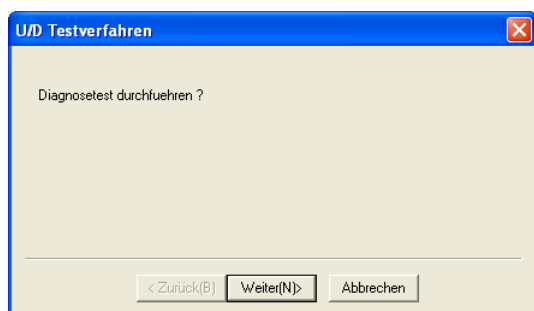 U/D Testverfahren
Diagnosetest durchfuehren ?
< Zurück(B) Weiter(N)> Abbrechen